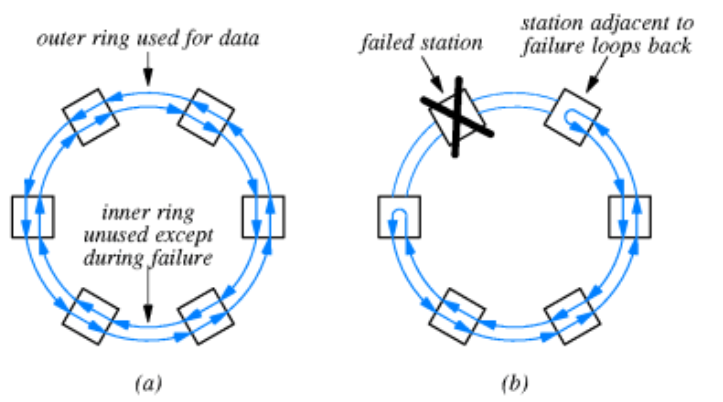 outer ring used for data
inner ring
unused except
during failure
(a)
failed station
station adjacent to
failure loops back
(b)